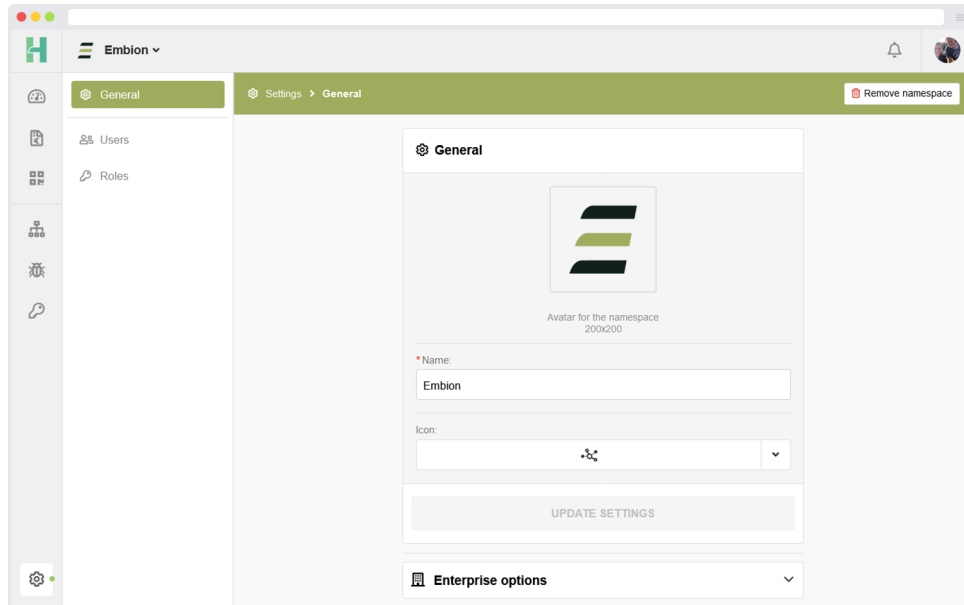 Embion
General
Users
Roles
Settings > General
Remove namespace
General
Avatar for the namespace
200x200
*Name:
Embion
Icon:
UPDATE SETTINGS
Enterprise options